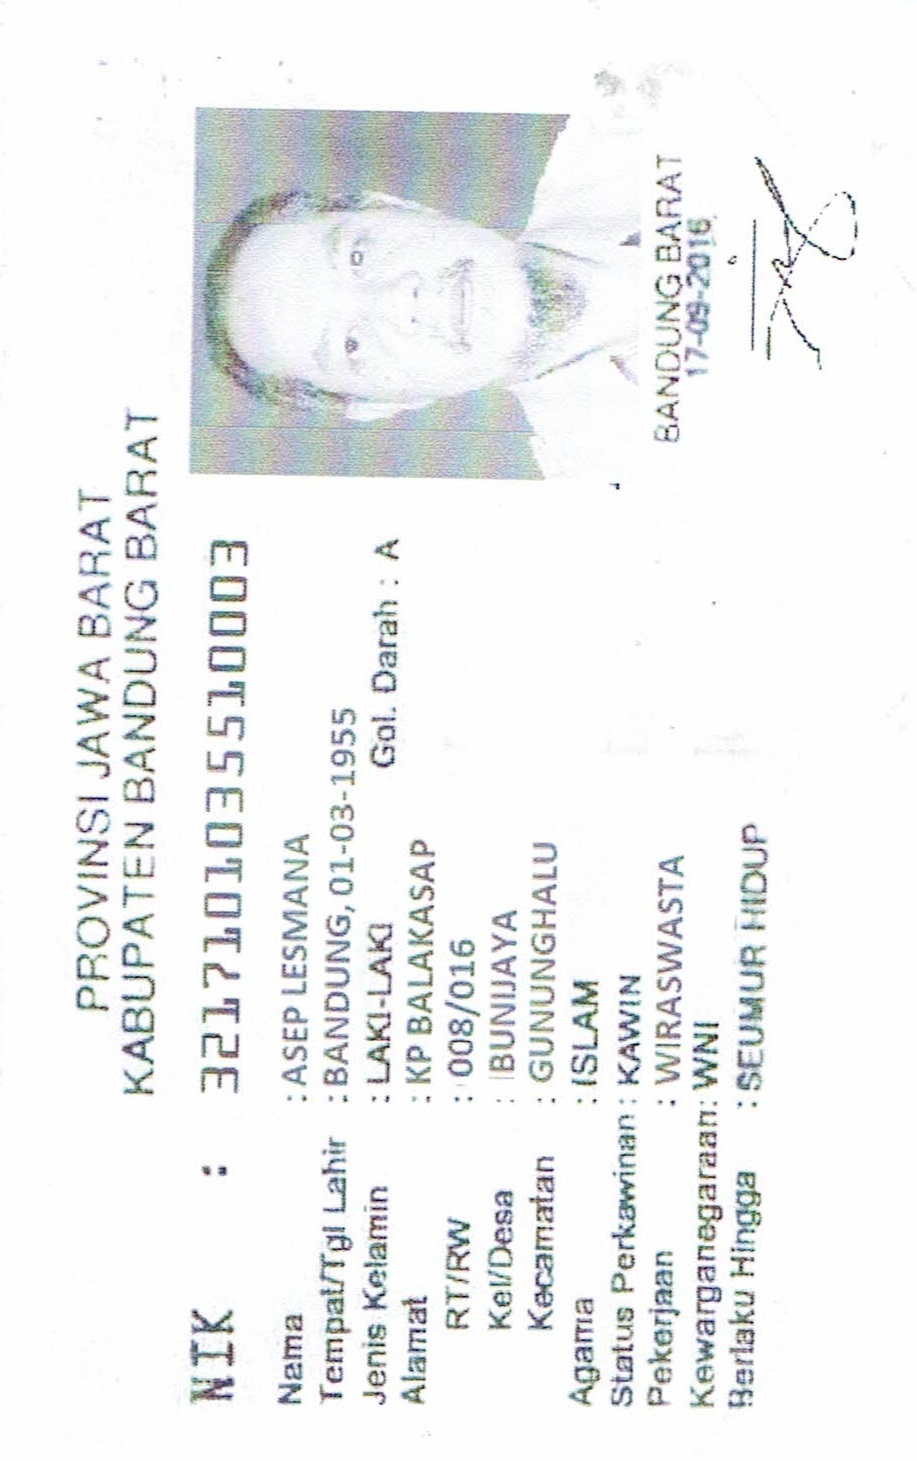 PROVINSI JAWA BARAT
KABUPATEN BANDUNG BARAT
NIK : 3217101035510003
Nama : ASEP LESMANA
Tempat/Tgl Lahir : BANDUNG, 01-03-1955
Jenis Kelamin : LAKI-LAKI Gol. Darah : A
Alamat : KP BALAKASAP
RT/RW : 008/016
Kel/Desa : BUNIJAYA
Kecamatan : GUNUNGHALU
Agama : ISLAM
Status Perkawinan : KAWIN
Pekerjaan : WIRASWASTA
Kewarganegaraan : WNI
Berlaku Hingga : SEUMUR HIDUP
BANDUNG BARAT
17-09-2016